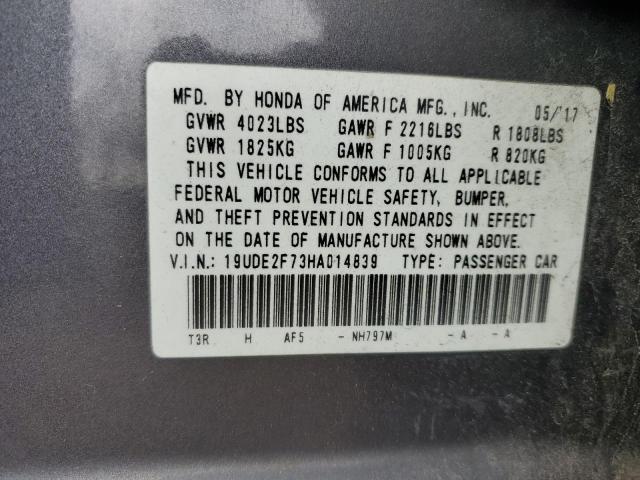 MFD. BY HONDA OF AMERICA MFG., INC. 05/'17
GVWR 4023LBS GAWR F 2216LBS R 1808LBS
GVWR 1825KG GAWR F 1005KG R 820KG
THIS VEHICLE CONFORMS TO ALL APPLICABLE
FEDERAL MOTOR VEHICLE SAFETY, BUMPER,
AND THEFT PREVENTION STANDARDS IN EFFECT
ON THE DATE OF MANUFACTURE SHOWN ABOVE.
V.I.N.: 19UDE2F73HA014839 TYPE: PASSENGER CAR
T3R H AF5 - NH797M - A - A